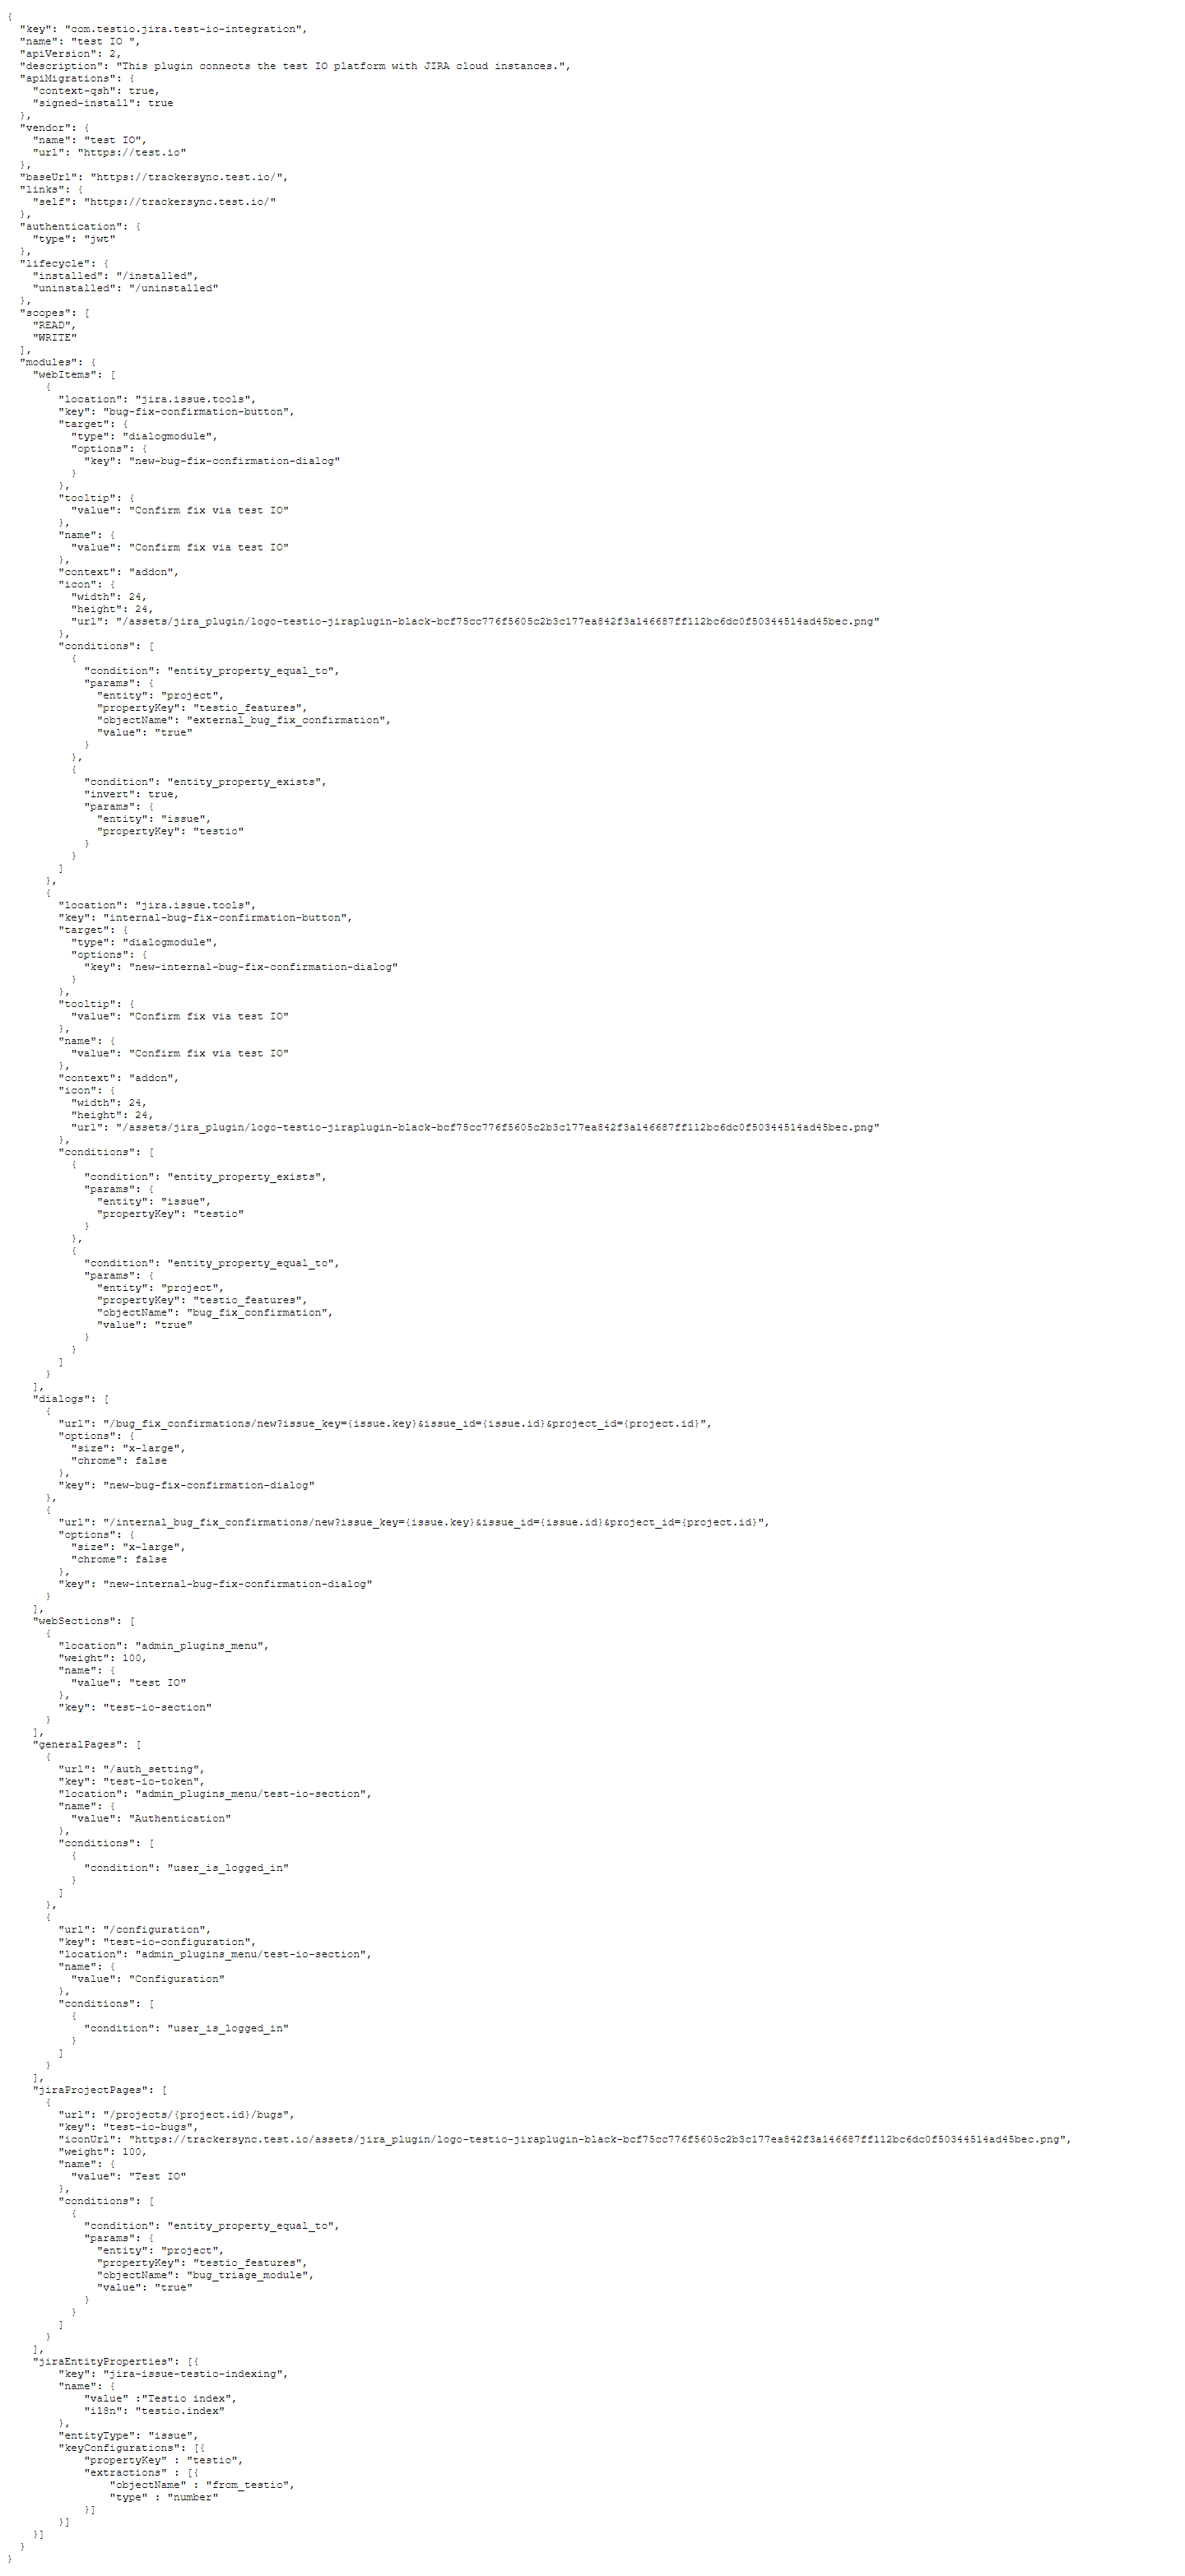 {
  "key": "com.testio.jira.test-io-integration",
  "name": "test IO ",
  "apiVersion": 2,
  "description": "This plugin connects the test IO platform with JIRA cloud instances.",
  "apiMigrations": {
    "context-qsh": true,
    "signed-install": true
  },
  "vendor": {
    "name": "test IO",
    "url": "https://test.io"
  },
  "baseUrl": "https://trackersync.test.io/",
  "links": {
    "self": "https://trackersync.test.io/"
  },
  "authentication": {
    "type": "jwt"
  },
  "lifecycle": {
    "installed": "/installed",
    "uninstalled": "/uninstalled"
  },
  "scopes": [
    "READ",
    "WRITE"
  ],
  "modules": {
    "webItems": [
      {
        "location": "jira.issue.tools",
        "key": "bug-fix-confirmation-button",
        "target": {
          "type": "dialogmodule",
          "options": {
            "key": "new-bug-fix-confirmation-dialog"
          }
        },
        "tooltip": {
          "value": "Confirm fix via test IO"
        },
        "name": {
          "value": "Confirm fix via test IO"
        },
        "context": "addon",
        "icon": {
          "width": 24,
          "height": 24,
          "url": "/assets/jira_plugin/logo-testio-jiraplugin-black-bcf75cc776f5605c2b3c177ea842f3a146687ff112bc6dc0f50344514ad45bec.png"
        },
        "conditions": [
          {
            "condition": "entity_property_equal_to",
            "params": {
              "entity": "project",
              "propertyKey": "testio_features",
              "objectName": "external_bug_fix_confirmation",
              "value": "true"
            }
          },
          {
            "condition": "entity_property_exists",
            "invert": true,
            "params": {
              "entity": "issue",
              "propertyKey": "testio"
            }
          }
        ]
      },
      {
        "location": "jira.issue.tools",
        "key": "internal-bug-fix-confirmation-button",
        "target": {
          "type": "dialogmodule",
          "options": {
            "key": "new-internal-bug-fix-confirmation-dialog"
          }
        },
        "tooltip": {
          "value": "Confirm fix via test IO"
        },
        "name": {
          "value": "Confirm fix via test IO"
        },
        "context": "addon",
        "icon": {
          "width": 24,
          "height": 24,
          "url": "/assets/jira_plugin/logo-testio-jiraplugin-black-bcf75cc776f5605c2b3c177ea842f3a146687ff112bc6dc0f50344514ad45bec.png"
        },
        "conditions": [
          {
            "condition": "entity_property_exists",
            "params": {
              "entity": "issue",
              "propertyKey": "testio"
            }
          },
          {
            "condition": "entity_property_equal_to",
            "params": {
              "entity": "project",
              "propertyKey": "testio_features",
              "objectName": "bug_fix_confirmation",
              "value": "true"
            }
          }
        ]
      }
    ],
    "dialogs": [
      {
        "url": "/bug_fix_confirmations/new?issue_key={issue.key}&issue_id={issue.id}&project_id={project.id}",
        "options": {
          "size": "x-large",
          "chrome": false
        },
        "key": "new-bug-fix-confirmation-dialog"
      },
      {
        "url": "/internal_bug_fix_confirmations/new?issue_key={issue.key}&issue_id={issue.id}&project_id={project.id}",
        "options": {
          "size": "x-large",
          "chrome": false
        },
        "key": "new-internal-bug-fix-confirmation-dialog"
      }
    ],
    "webSections": [
      {
        "location": "admin_plugins_menu",
        "weight": 100,
        "name": {
          "value": "test IO"
        },
        "key": "test-io-section"
      }
    ],
    "generalPages": [
      {
        "url": "/auth_setting",
        "key": "test-io-token",
        "location": "admin_plugins_menu/test-io-section",
        "name": {
          "value": "Authentication"
        },
        "conditions": [
          {
            "condition": "user_is_logged_in"
          }
        ]
      },
      {
        "url": "/configuration",
        "key": "test-io-configuration",
        "location": "admin_plugins_menu/test-io-section",
        "name": {
          "value": "Configuration"
        },
        "conditions": [
          {
            "condition": "user_is_logged_in"
          }
        ]
      }
    ],
    "jiraProjectPages": [
      {
        "url": "/projects/{project.id}/bugs",
        "key": "test-io-bugs",
        "iconUrl": "https://trackersync.test.io/assets/jira_plugin/logo-testio-jiraplugin-black-bcf75cc776f5605c2b3c177ea842f3a146687ff112bc6dc0f50344514ad45bec.png",
        "weight": 100,
        "name": {
          "value": "Test IO"
        },
        "conditions": [
          {
            "condition": "entity_property_equal_to",
            "params": {
              "entity": "project",
              "propertyKey": "testio_features",
              "objectName": "bug_triage_module",
              "value": "true"
            }
          }
        ]
      }
    ],
    "jiraEntityProperties": [{
        "key": "jira-issue-testio-indexing",
        "name": {
            "value" :"Testio index",
            "i18n": "testio.index"
        },
        "entityType": "issue",
        "keyConfigurations": [{
            "propertyKey" : "testio",
            "extractions" : [{
                "objectName" : "from_testio",
                "type" : "number"
            }]
        }]
    }]
  }
}